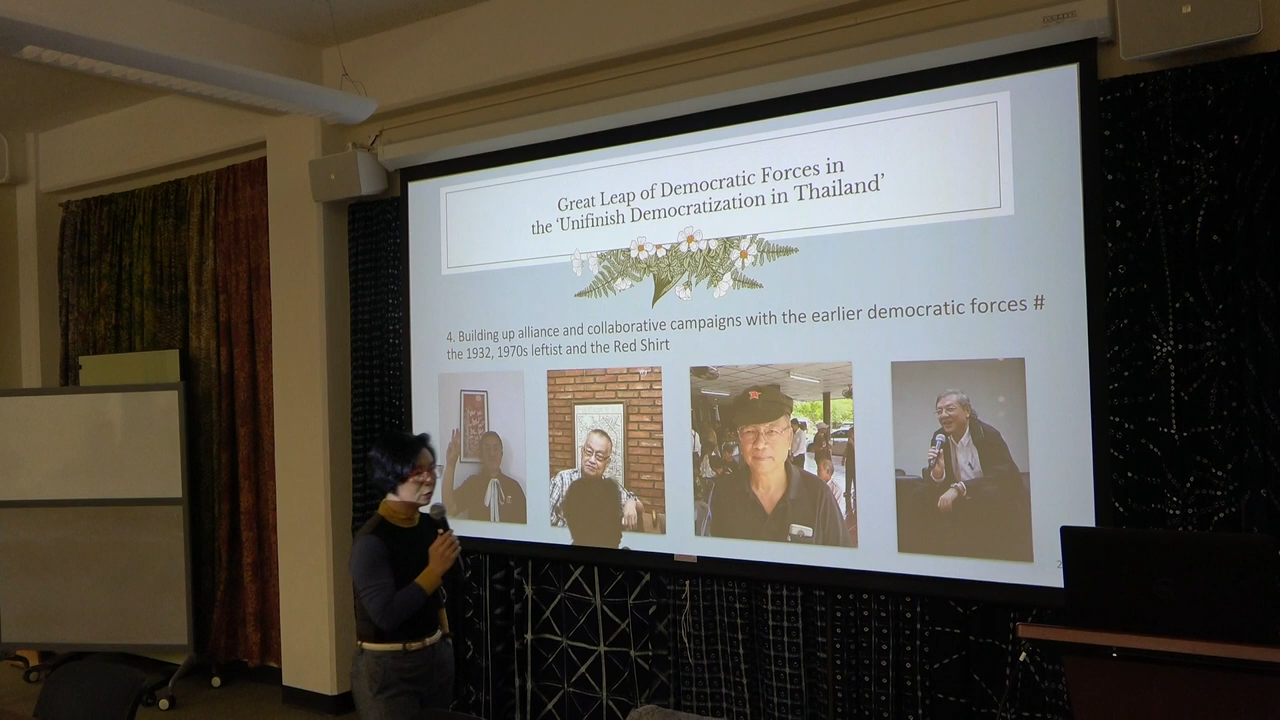 Great Leap of Democratic Forces in
the ‘Unifinish Democratization in Thailand’
4. Building up alliance and collaborative campaigns with the earlier democratic forces #
the 1932, 1970s leftist and the Red Shirt